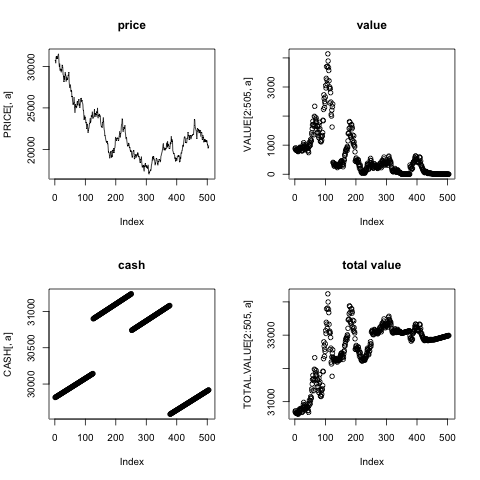 price
PRICE[, a]
20000 25000 30000
0 100 200 300 400 500
Index
value
VALUE[2:505, a]
0 1000 3000
0 100 200 300 400 500
Index
cash
CASH[, a]
30000 30500 31000
0 100 200 300 400 500
Index
total value
TOTAL.VALUE[2:505, a]
31000 33000
0 100 200 300 400 500
Index